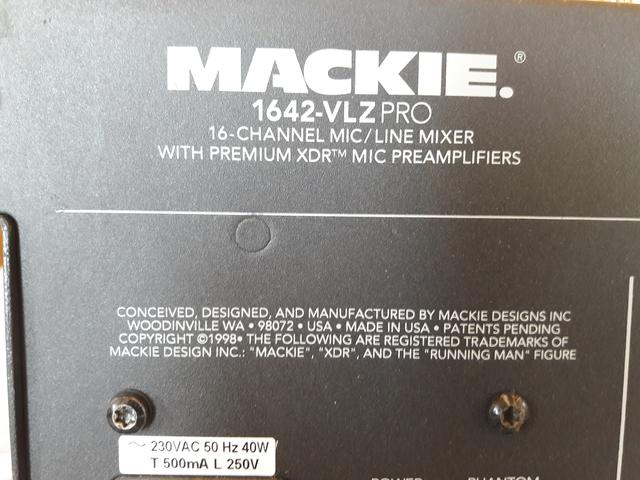 MACKIE.®
1642-VLZ PRO
16-CHANNEL MIC/LINE MIXER
WITH PREMIUM XDR™ MIC PREAMPLIFIERS
CONCEIVED, DESIGNED, AND MANUFACTURED BY MACKIE DESIGNS INC
WOODINVILLE WA • 98072 • USA • MADE IN USA • PATENTS PENDING
COPYRIGHT ©1998• THE FOLLOWING ARE REGISTERED TRADEMARKS OF
MACKIE DESIGN INC.: "MACKIE", "XDR", AND THE "RUNNING MAN" FIGURE
~ 230VAC 50 Hz 40W
T 500mA L 250V
POWER PHANTOM